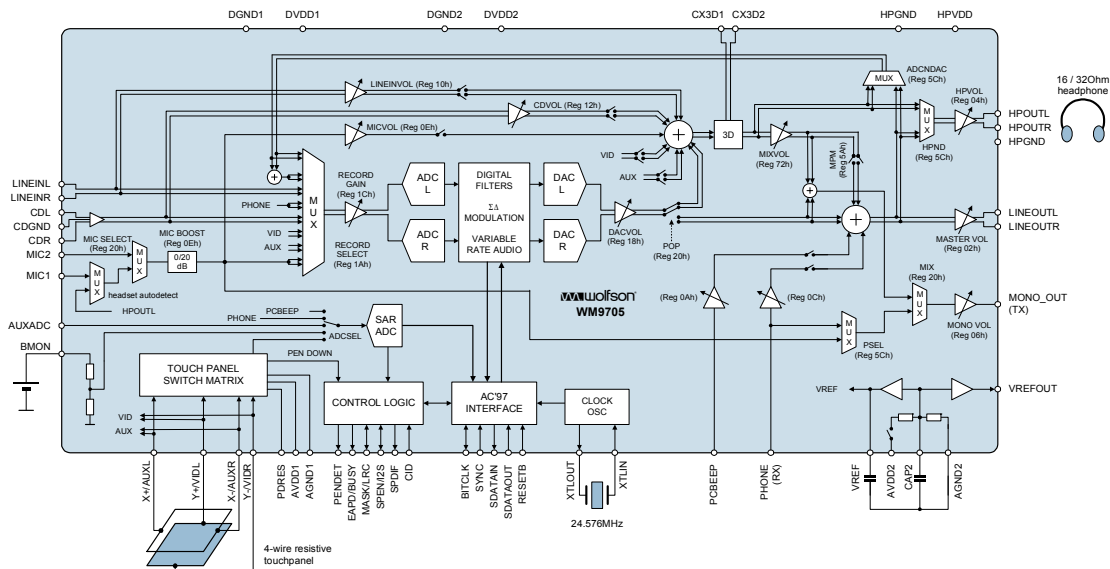 DGND1
DVDD1
DGND2
DVDD2
CX3D1
CX3D2
HPGND
HPVDD
LINEINVOL (Reg 10h)
CDVOL (Reg 12h)
MICVOL (Reg 0Eh)
MUX
ADCNDAC
(Reg 5Ch)
MUX
HPVOL
(Reg 04h)
HPND
(Reg 5Ch)
16 / 32Ohm
headphone
HPOUTL
HPOUTR
HPGND
3D
MIXVOL
(Reg 72h)
MPM
(Reg 5Ah)
VID
AUX
LINEINL
LINEINR
CDL
CDGND
CDR
MIC2
MIC1
PHONE
VID
AUX
MUX
RECORD
GAIN
(Reg 1Ch)
RECORD
SELECT
(Reg 1Ah)
ADC
L
ADC
R
DIGITAL
FILTERS
ΣΔ
MODULATION
VARIABLE
RATE AUDIO
DAC
L
DAC
R
DACVOL
(Reg 18h)
POP
(Reg 20h)
LINEOUTL
LINEOUTR
MASTER VOL
(Reg 02h)
MIC SELECT
(Reg 20h)
MIC BOOST
(Reg 0Eh)
MUX
MUX
0/20
dB
headset autodetect
HPOUTL
wolfson
WM9705
(Reg 0Ah)
(Reg 0Ch)
MIX
(Reg 20h)
MUX
MUX
PSEL
(Reg 5Ch)
MONO VOL
(Reg 06h)
MONO_OUT
(TX)
AUXADC
BMON
PCBEEP
PHONE
ADCSEL
SAR
ADC
PEN DOWN
TOUCH PANEL
SWITCH MATRIX
CONTROL LOGIC
AC'97
INTERFACE
CLOCK
OSC
VID
AUX
VREF
VREFOUT
X+/AUXL
Y+/VIDL
X-/AUXR
Y-/VIDR
PDRES
AVDD1
AGND1
PENDET
EAPD/BUSY
MASK/LRC
SPEN/I2S
SPDIF
CID
BITCLK
SYNC
SDATAIN
SDATAOUT
RESETB
XTLOUT
XTLIN
24.576MHz
PCBEEP
PHONE
(RX)
VREF
AVDD2
CAP2
AGND2
4-wire resistive
touchpanel